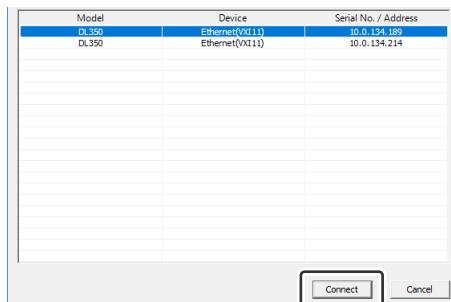 Model Device Serial No. / Address
DL350 Ethernet(VXI11) 10.0.134.189
DL350 Ethernet(VXI11) 10.0.134.214
Connect Cancel